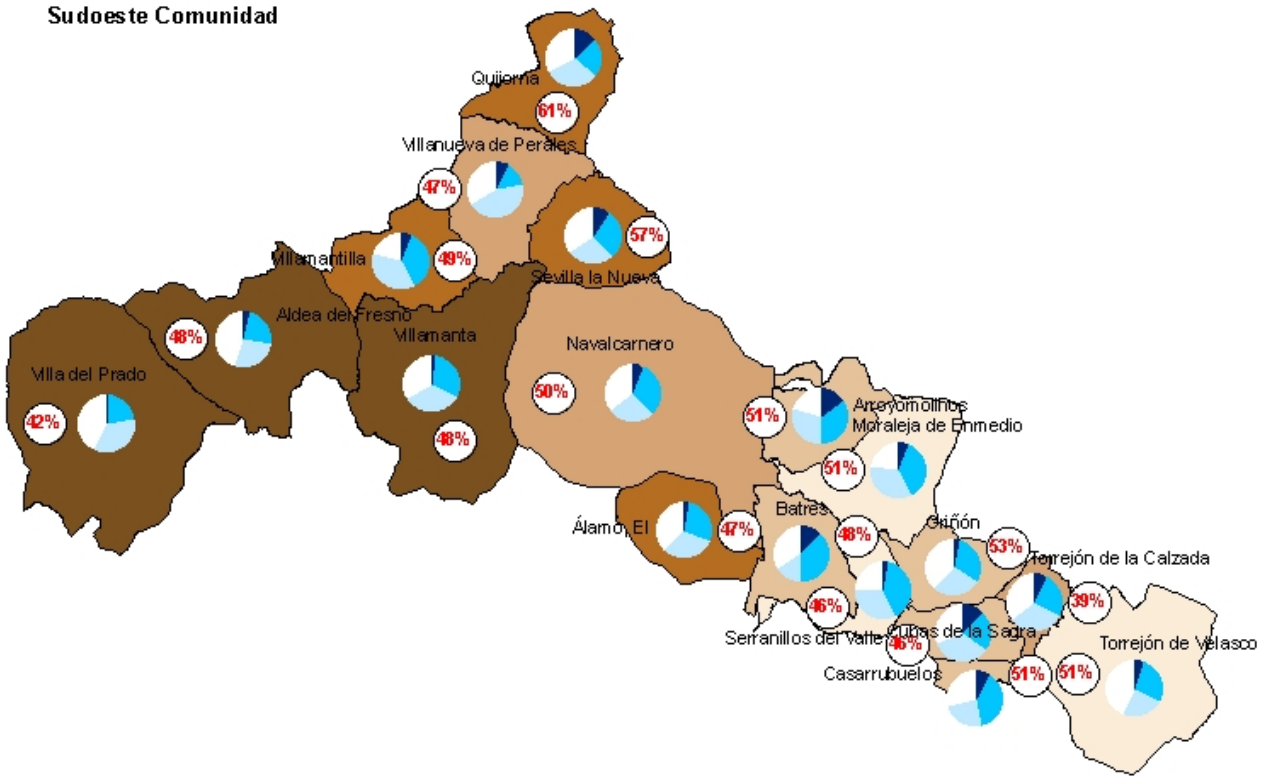 Sudoeste Comunidad
Quijorna
61%
Villanueva de Perales
47%
57%
Villamantilla
49%
Sevilla la Nueva
Aldea del Fresno
48%
Villamanta
Navalcarnero
Villa del Prado
50%
42%
48%
51%
Arroyomolinos
Moraleja de Enmedio
51%
Batres
Álamo, El
47%
48%
Griñón
53%
Torrejón de la Calzada
46%
39%
Serranillos del Valle
Cubas de la Sagra
46%
Torrejón de Velasco
Casarrubuelos
51%
51%